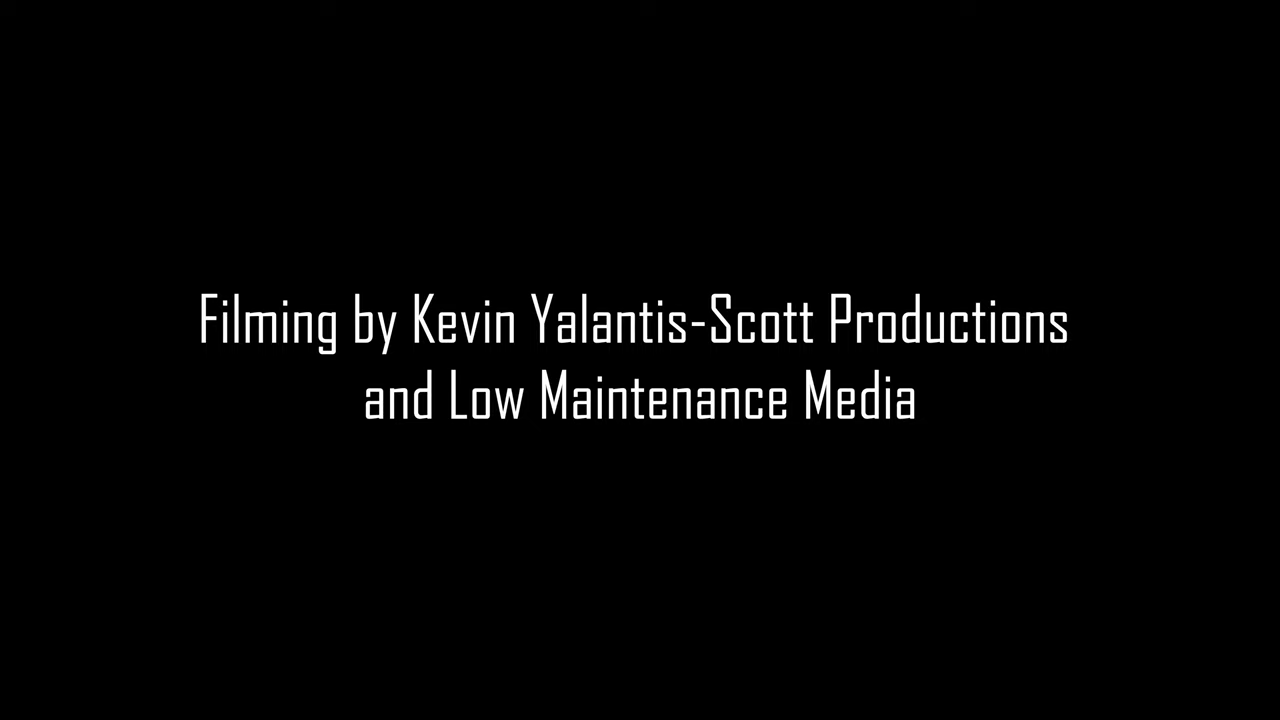 Filming by Kevin Yalantis-Scott Productions
and Low Maintenance Media